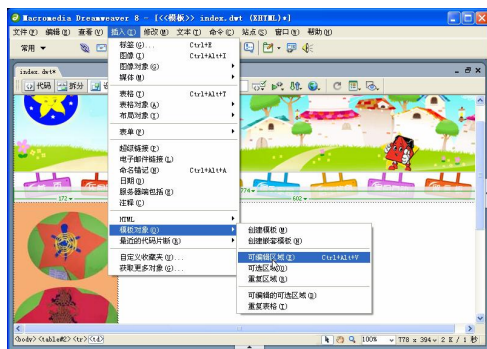 Macromedia Dreamweaver 8 - [<<模板>> index.dwt (XHTML)*]
文件(F) 编辑(E) 查看(V) 插入(I) 修改(M) 文本(T) 命令(C) 站点(S) 窗口(W) 帮助(H)
常用
标签(G)... Ctrl+E
图像(I) Ctrl+Alt+I
图像对象(G)
媒体(M)
表格(T) Ctrl+Alt+T
表格对象(A)
布局对象(Y)
表单(F)
超级链接(P)
电子邮件链接(L)
命名锚记(N) Ctrl+Alt+A
日期(D)
服务器端包括(E)
注释(C)
HTML
模板对象(O)
最近的代码片断(R)
自定义收藏夹(U)...
获取更多对象(G)...
index.dwt*
代码 拆分
172 774 602
创建模板(M)
创建嵌套模板(N)
可编辑区域(E) Ctrl+Alt+V
可选区域(O)
重复区域(R)
可编辑的可选区域(D)
重复表格(T)
<body> <table#2> <tr> <td>
100% 778 x 394 2 K / 1 秒